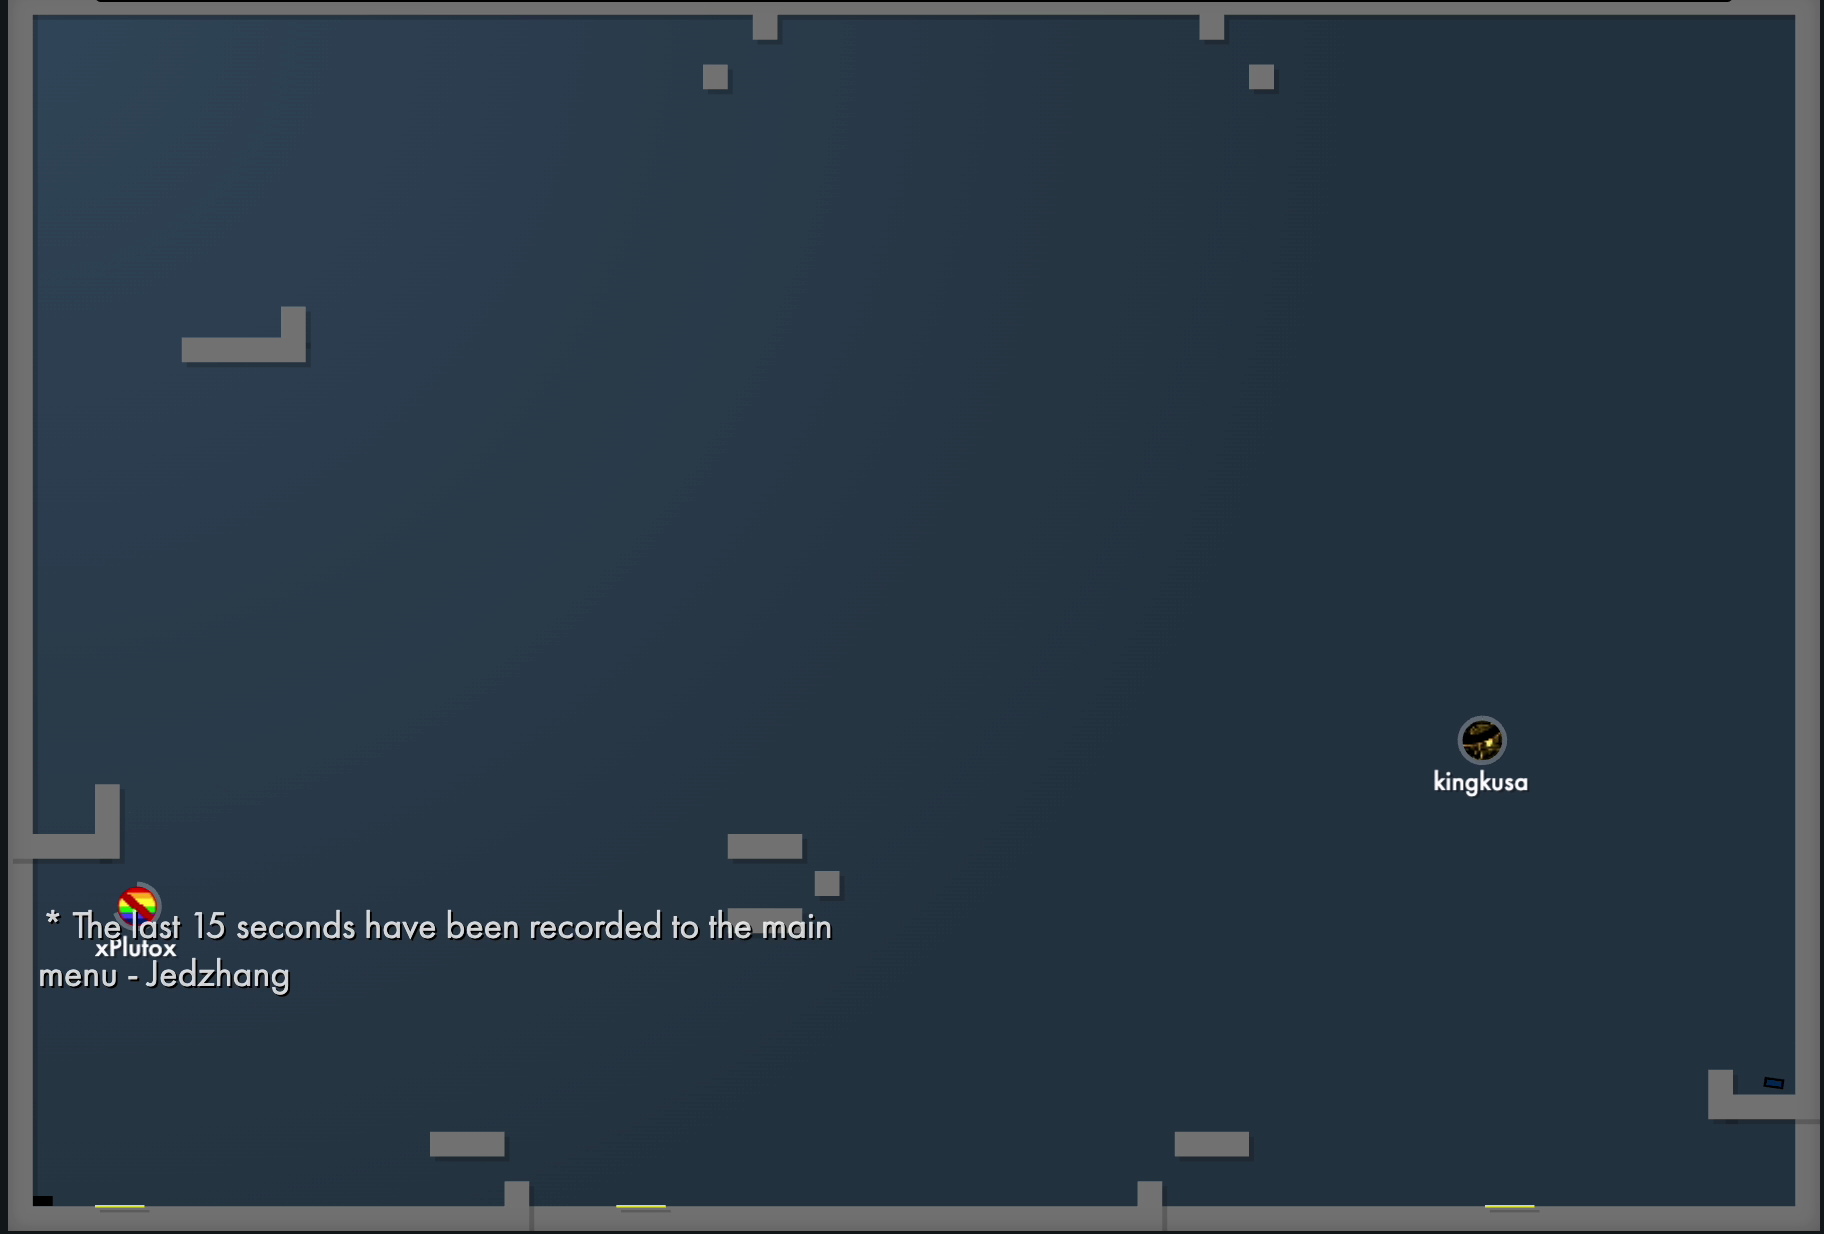 kingkusa
* The last 15 seconds have been recorded to the main
xPlutox
menu - Jedzhang